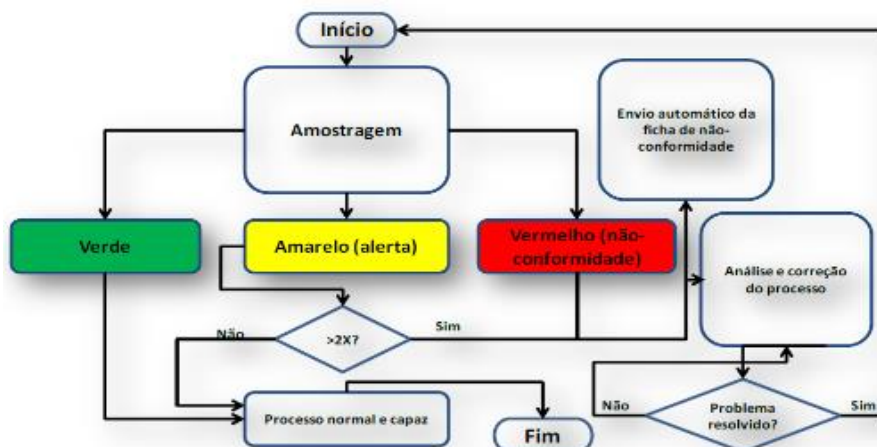 Início
Amostragem
Envio automático da
ficha de não-
conformidade
Verde
Amarelo (alerta)
Vermelho (não-
conformidade)
Análise e correção
do processo
Não
>2X?
Sim
Processo normal e capaz
Fim
Não
Problema
resolvido?
Sim